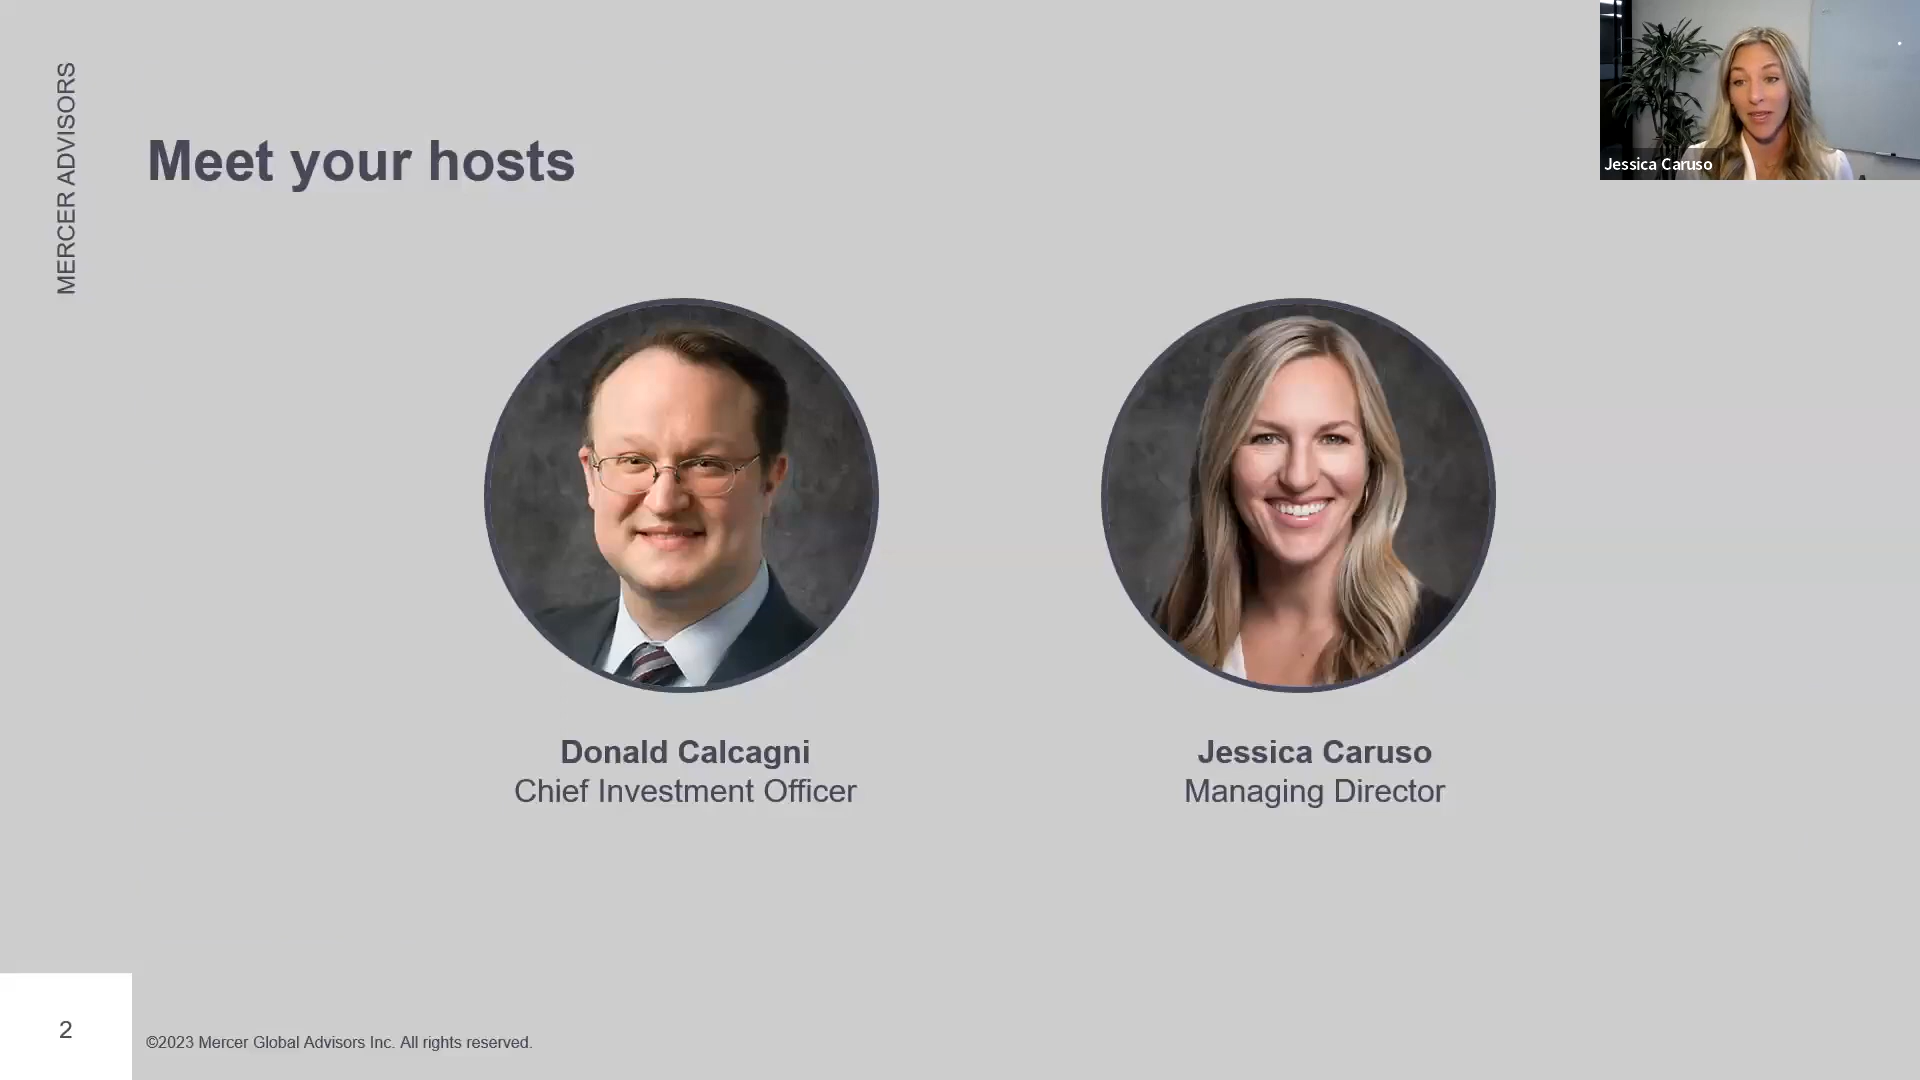 MERCER ADVISORS
Meet your hosts
Jessica Caruso
Donald Calcagni
Chief Investment Officer
Jessica Caruso
Managing Director
2
©2023 Mercer Global Advisors Inc. All rights reserved.